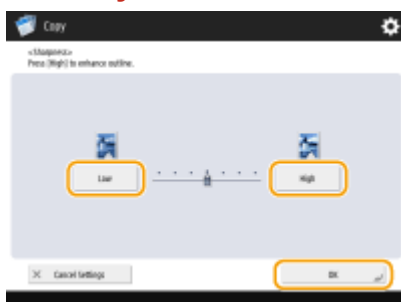 Copy
<Sharpness>
Press [High] to enhance outline.
Low
High
Cancel Settings
OK